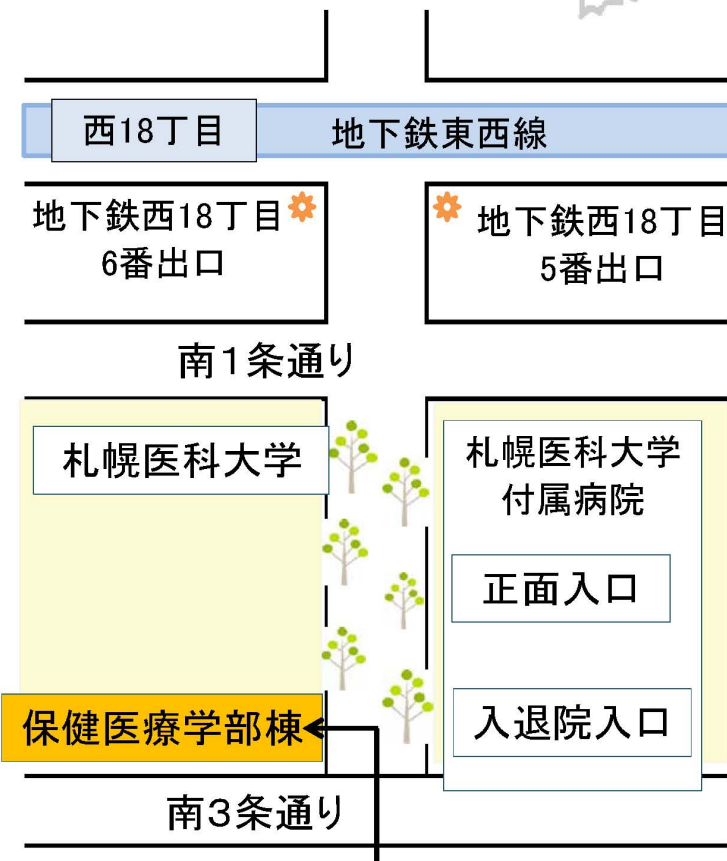 西18丁目
地下鉄東西線
地下鉄西18丁目
6番出口
地下鉄西18丁目
5番出口
南1条通り
札幌医科大学
札幌医科大学
付属病院
正面入口
入退院入口
保健医療学部棟
南3条通り